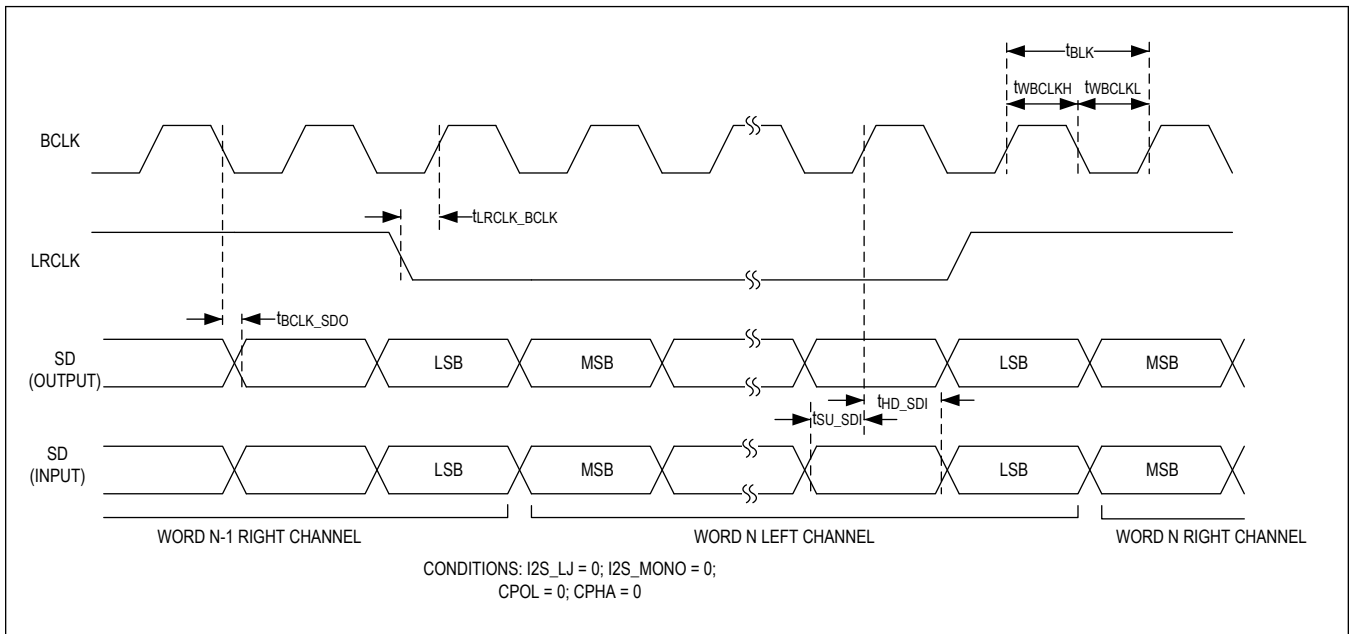 tBLK
tWBCLKH tWBCLKL
BCLK
tLRCLK_BCLK
LRCLK
tBCLK_SDO
SD
(OUTPUT)
LSB MSB LSB MSB
tHD_SDI
tSU_SDI
SD
(INPUT)
LSB MSB LSB MSB
WORD N-1 RIGHT CHANNEL WORD N LEFT CHANNEL WORD N RIGHT CHANNEL
CONDITIONS: I2S_LJ = 0; I2S_MONO = 0;
CPOL = 0; CPHA = 0